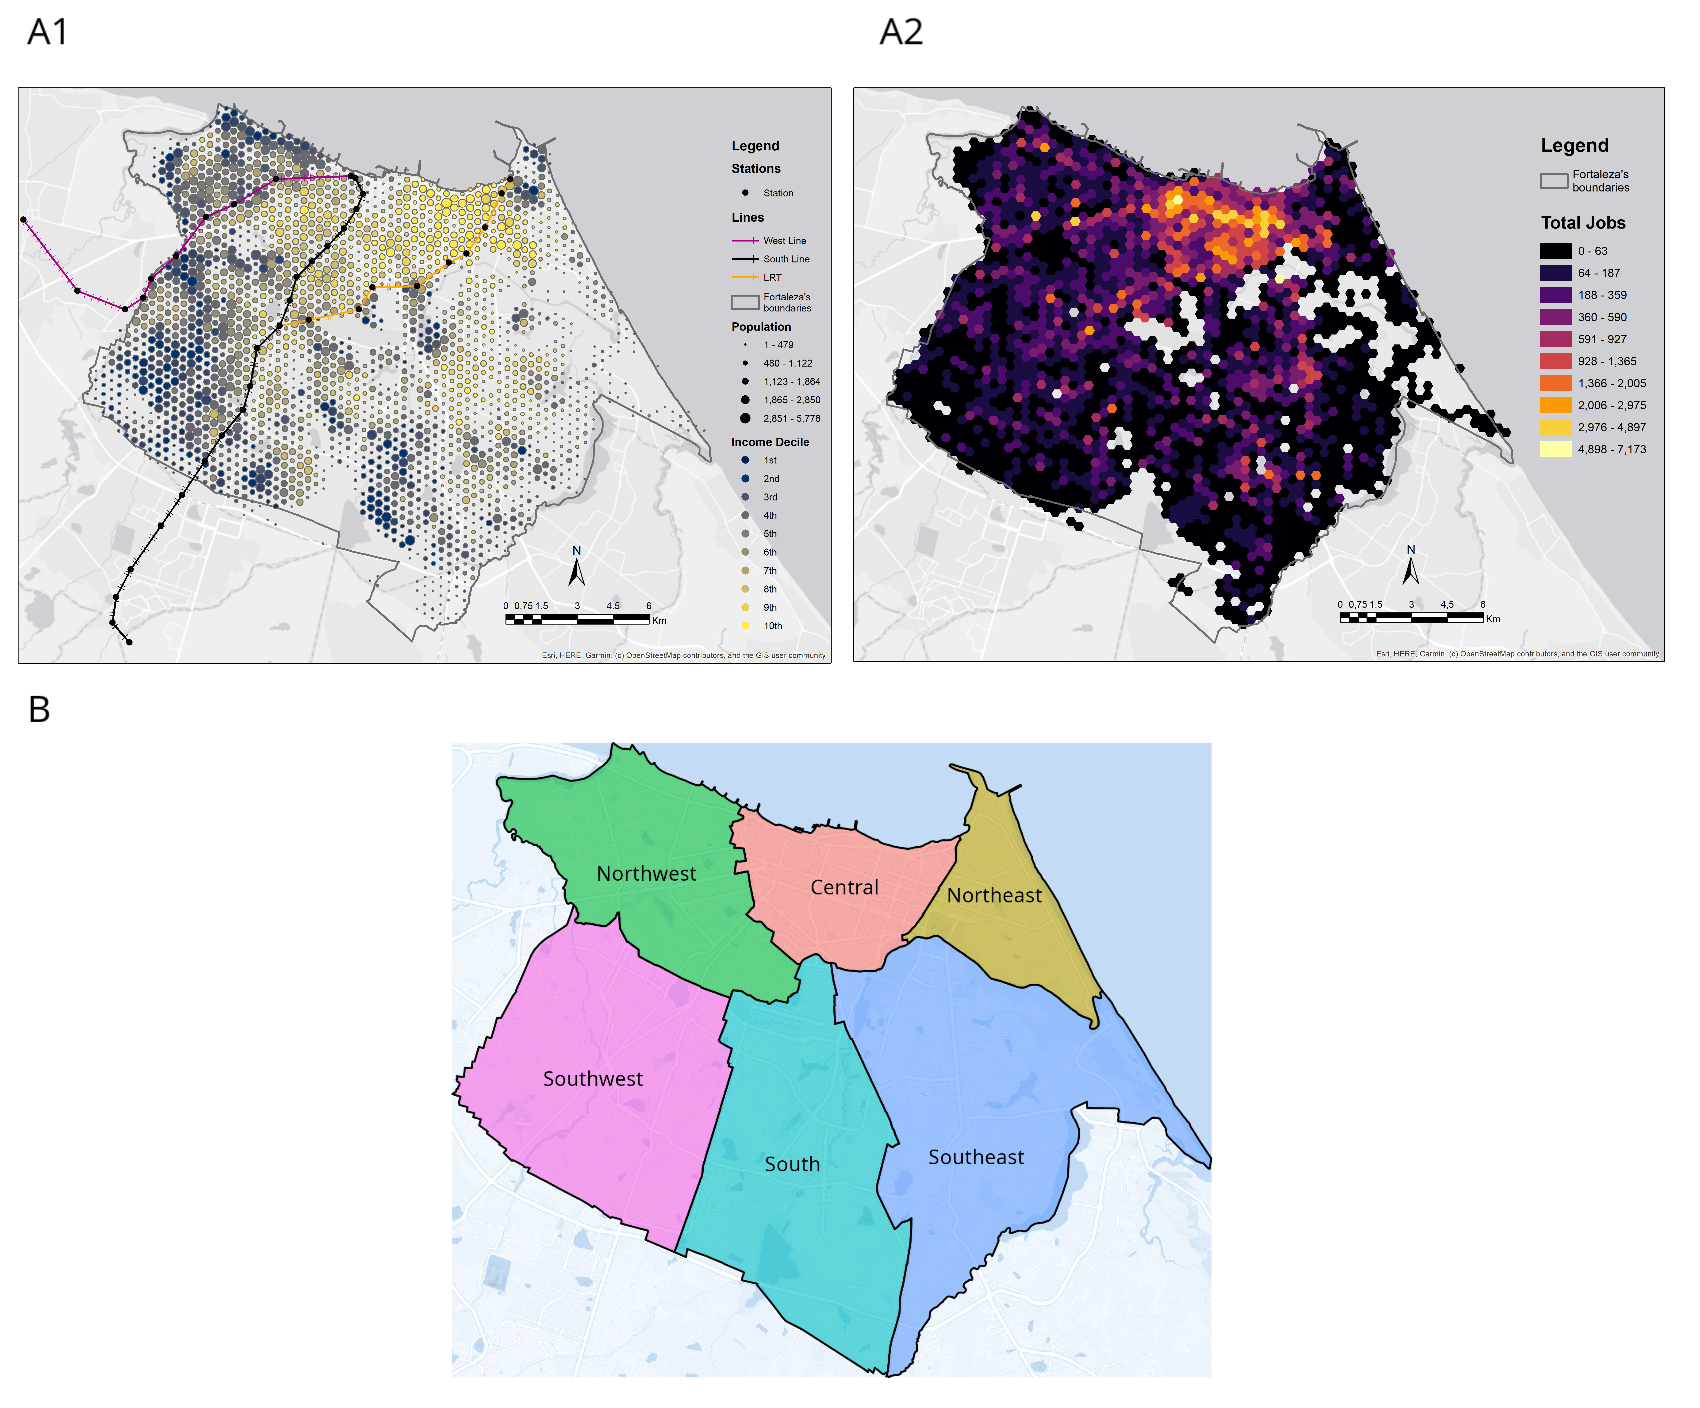 A1
A2
Legend
Stations
Station
Lines
West Line
South Line
LRT
Fortaleza's
boundaries
Population
1 - 479
480 - 1.122
1,123 - 1,864
1,865 - 2,850
2,851 - 5,778
Income Decile
1st
2nd
3rd
4th
5th
6th
7th
8th
9th
10th
N
0 0.75 1.5 3 4.5 6
Km
Esri, HERE, Garmin, (c) OpenStreetMap contributors, and the GIS user community
Legend
Fortaleza's
boundaries
Total Jobs
0 - 63
64 - 187
188 - 359
360 - 590
591 - 927
928 - 1,365
1,366 - 2,005
2,006 - 2,975
2,976 - 4,897
4,898 - 7,173
N
0 0,75 1.5 3 4,5 6
Km
Esri, HERE, Garmin, (c) OpenStreetMap contributors, and the GIS user community
B
Northwest
Central
Northeast
Southwest
South
Southeast